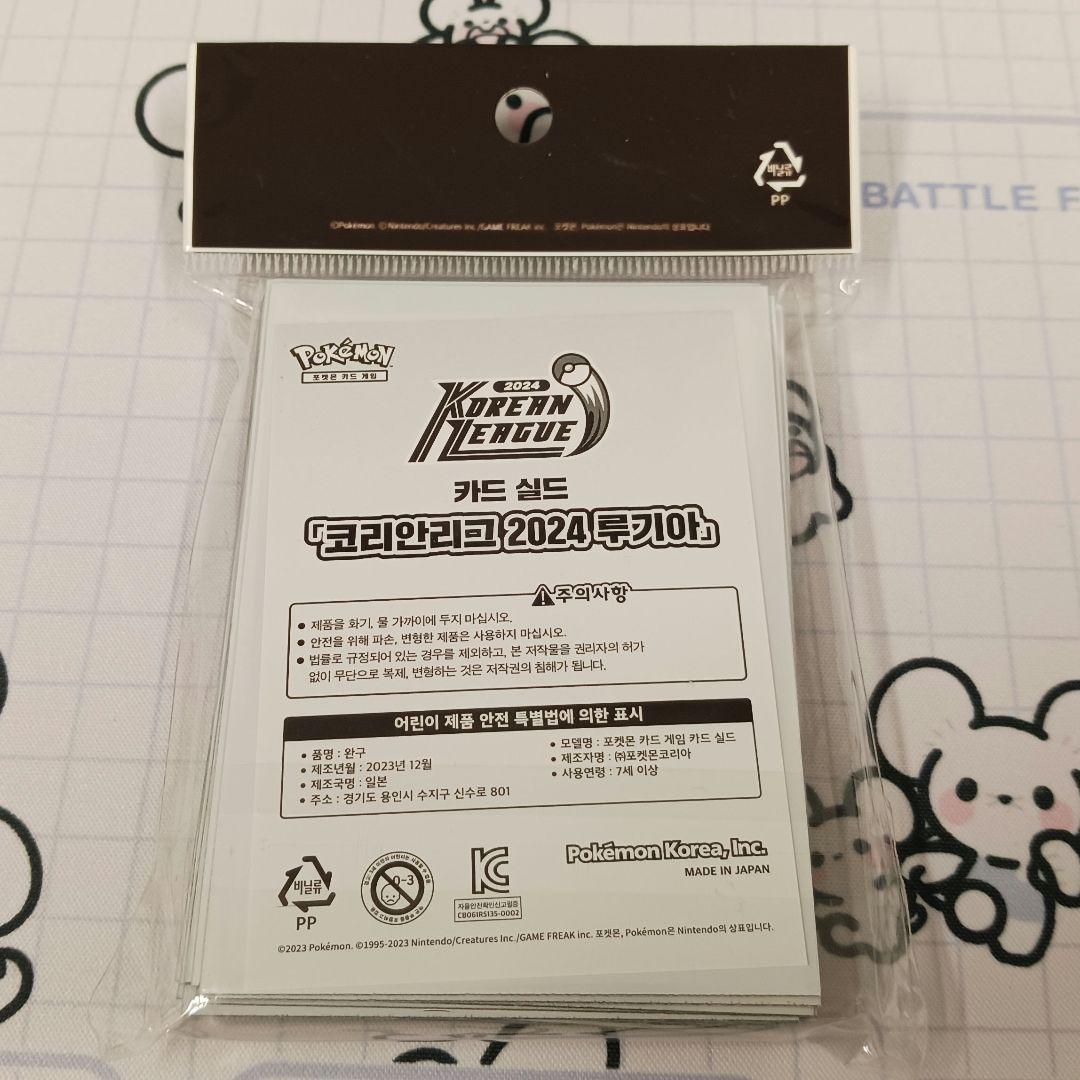 비닐류
PP
©Pokémon. ©Nintendo/Creatures Inc./GAME FREAK inc. 포켓몬, Pokémon은 Nintendo의 상표입니다.
BATTLE F
POKéMON
포켓몬 카드 게임
2024
KOREAN
LEAGUE
카드 실드
「코리안리그 2024 루기아」
주의사항
● 제품을 화기, 물 가까이에 두지 마십시오.
● 안전을 위해 파손, 변형한 제품은 사용하지 마십시오.
● 법률로 규정되어 있는 경우를 제외하고, 본 저작물을 권리자의 허가
없이 무단으로 복제, 변형하는 것은 저작권의 침해가 됩니다.
어린이 제품 안전 특별법에 의한 표시
• 품명 : 완구
• 제조년월 : 2023년 12월
• 제조국명 : 일본
• 주소 : 경기도 용인시 수지구 신수로 801
• 모델명 : 포켓몬 카드 게임 카드 실드
• 제조자명 : ㈜포켓몬코리아
• 사용연령 : 7세 이상
비닐류
PP
0-3
KC
자율안전확인신고필증
CB061R5135-0002
Pokémon Korea, Inc.
MADE IN JAPAN
©2023 Pokémon. ©1995-2023 Nintendo/Creatures Inc./GAME FREAK inc. 포켓몬, Pokémon은 Nintendo의 상표입니다.